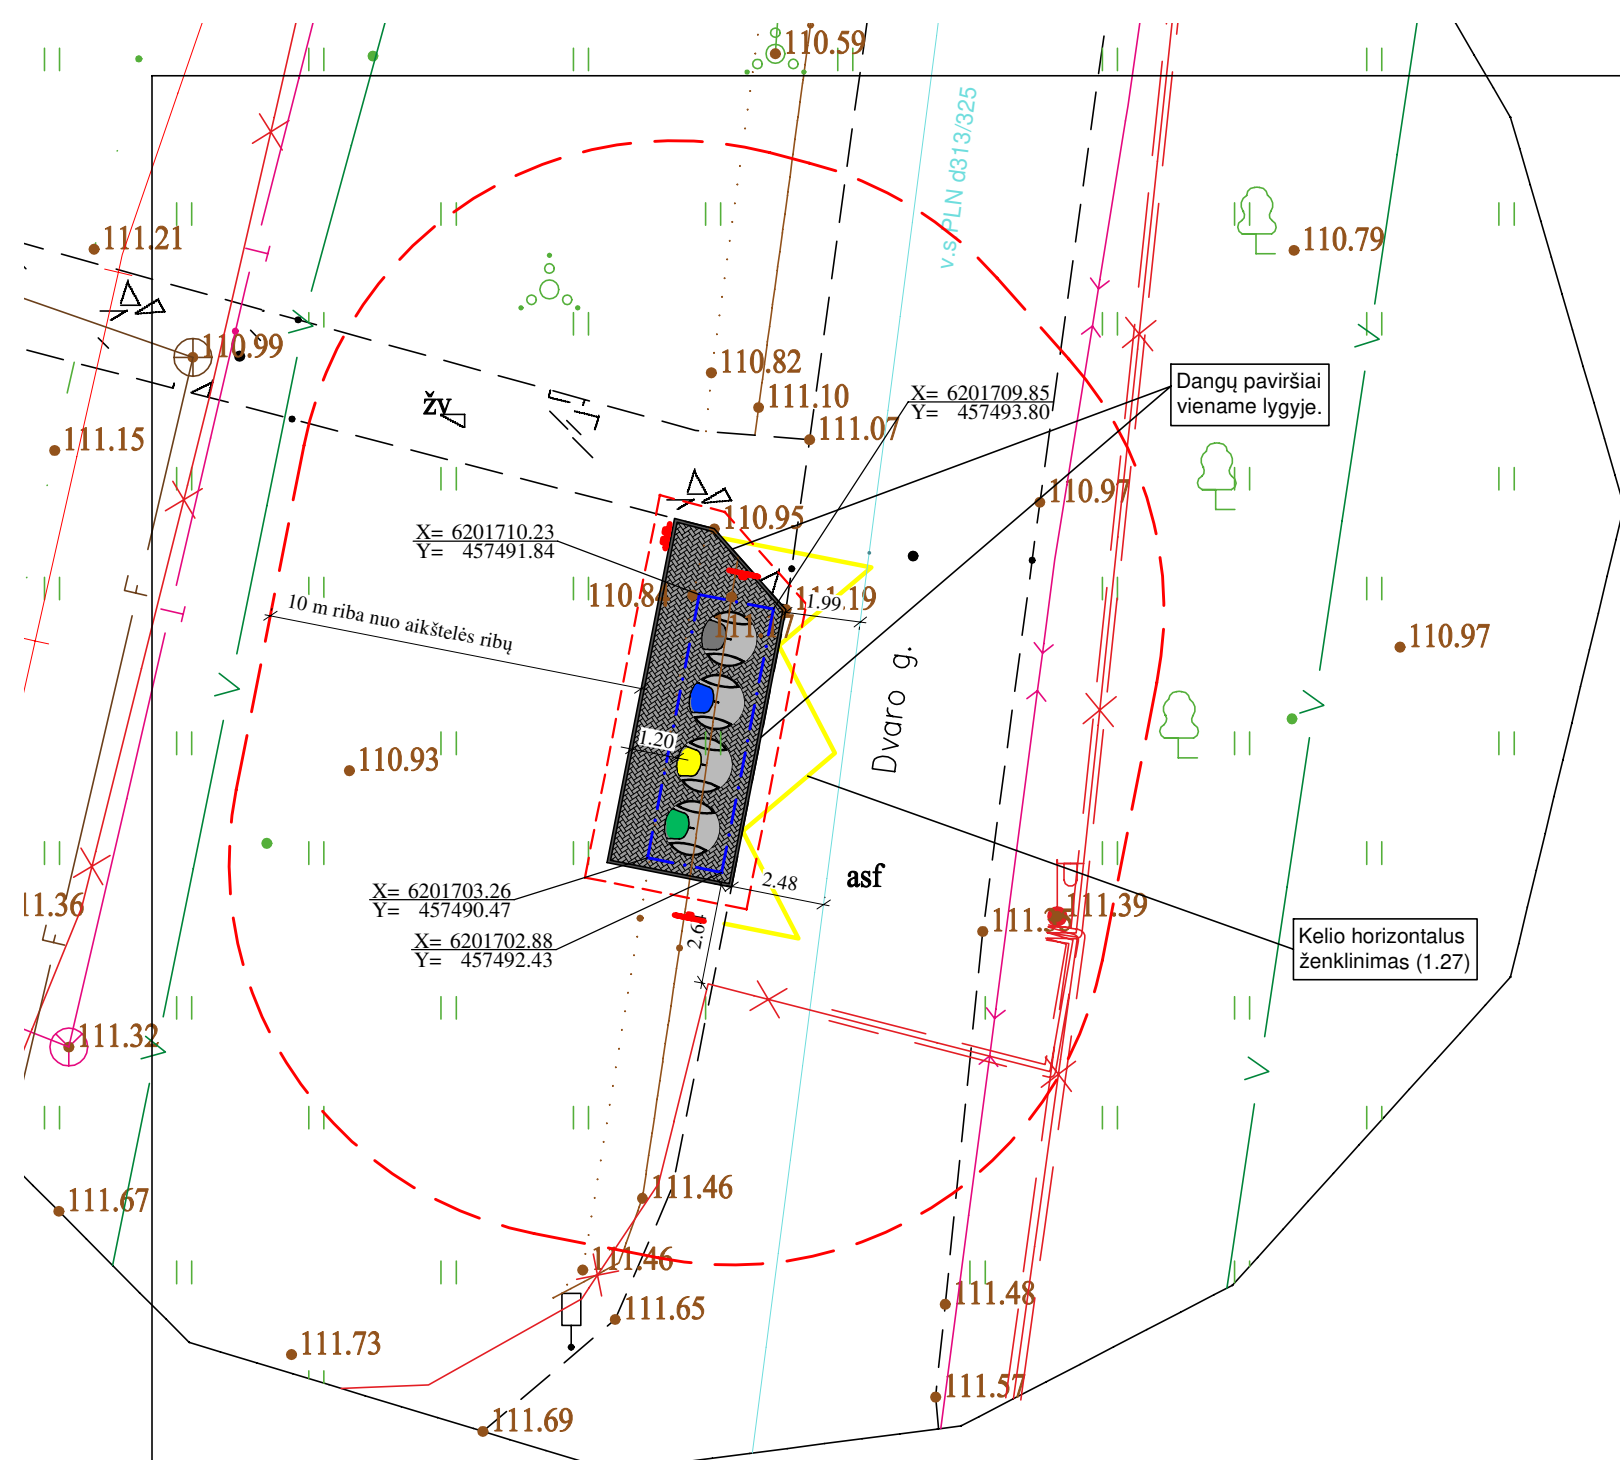 110.59
v.s.PLN d313/325
111.21
110.79
110.99
110.82
X= 6201709.85
Y= 457493.80
Dangų paviršiai
viename lygyje.
111.10
žv
111.07
111.15
110.97
110.95
X= 6201710.23
Y= 457491.84
110.84
1.99
10 m riba nuo aikštelės ribų
110.97
Dvaro g.
1.20
110.93
2.48
asf
X= 6201703.26
Y= 457490.47
111.39
Kelio horizontalus
ženklinimas (1.27)
X= 6201702.88
Y= 457492.43
111.32
111.67
111.46
111.46
111.48
111.65
111.73
111.57
111.69